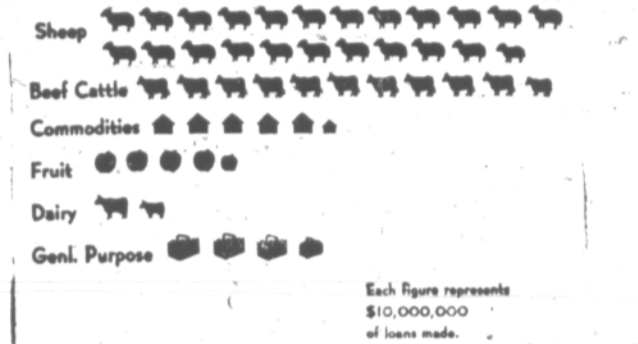 Sheep
Beef Cattle
Commodities
Fruit
Dairy
Genl. Purpose
Each figure represents
$10,000,000
of loans made.